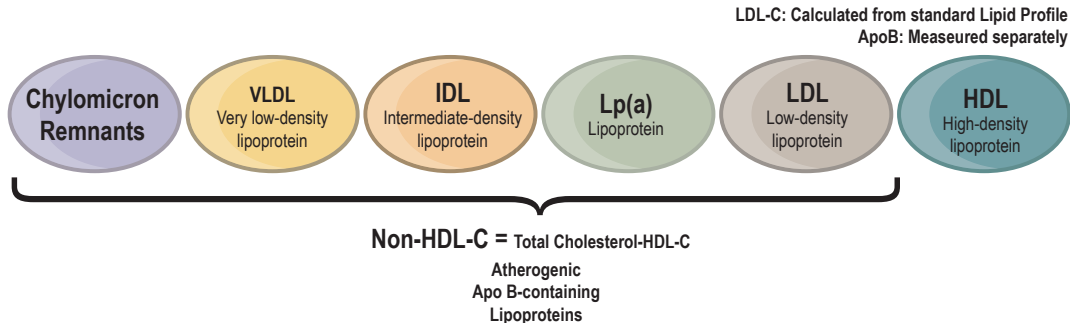 LDL-C: Calculated from standard Lipid Profile
ApoB: Measeured separately
Chylomicron
Remnants
VLDL
Very low-density
lipoprotein
IDL
Intermediate-density
lipoprotein
Lp(a)
Lipoprotein
LDL
Low-density
lipoprotein
HDL
High-density
lipoprotein
Non-HDL-C = Total Cholesterol-HDL-C
Atherogenic
Apo B-containing
Lipoproteins